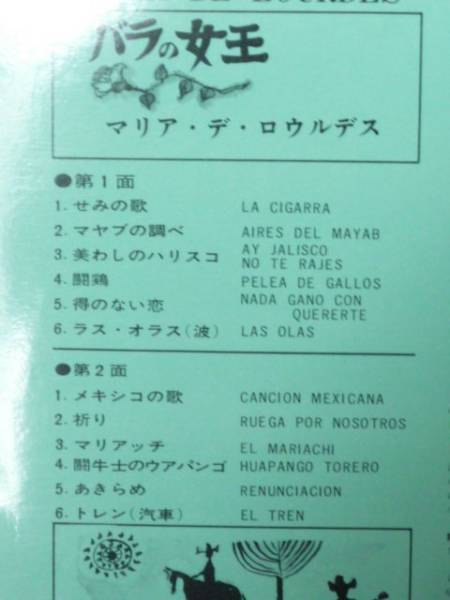 DE LOURDES
バラの女王
マリア・デ・ロウルデス
●第1面
1. せみの歌 LA CIGARRA
2. マヤブの調べ AIRES DEL MAYAB
3. 美わしのハリスコ AY JALISCO
NO TE RAJES
4. 闘鶏 PELEA DE GALLOS
5. 得のない恋 NADA GANO CON
QUERERTE
6. ラス・オラス(波) LAS OLAS
●第2面
1. メキシコの歌 CANCION MEXICANA
2. 祈り RUEGA POR NOSOTROS
3. マリアッチ EL MARIACHI
4. 闘牛士のウアパンゴ HUAPANGO TORERO
5. あきらめ RENUNCIACION
6. トレン(汽車) EL TREN